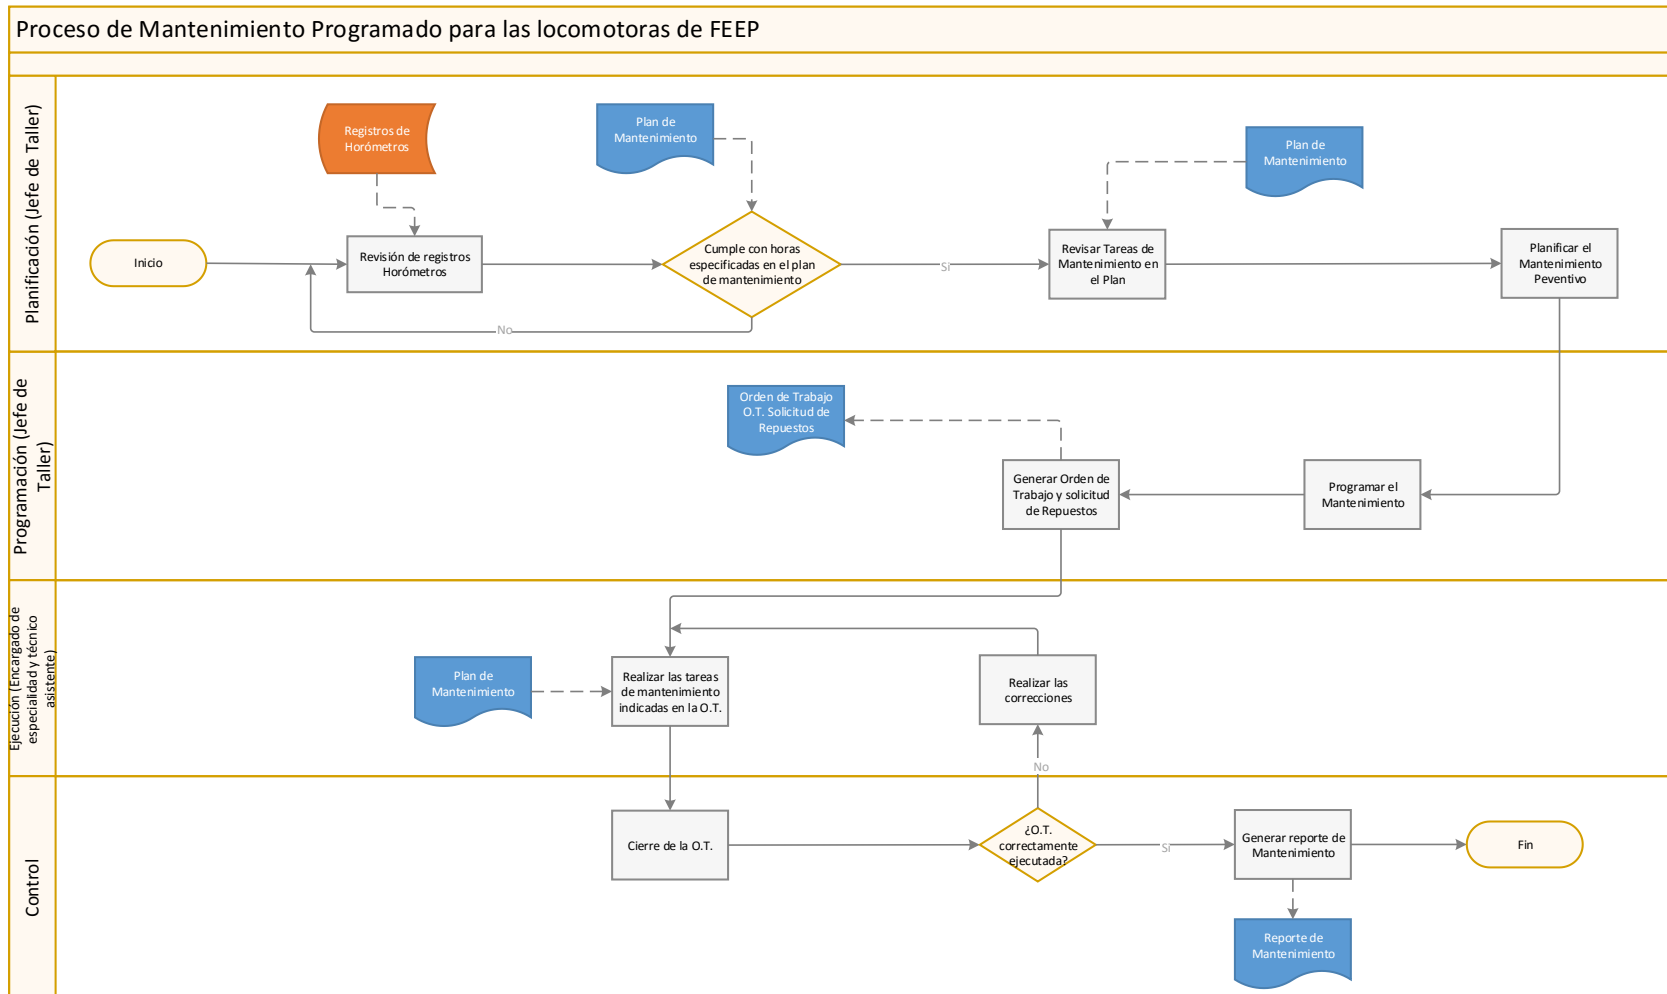 Proceso de Mantenimiento Programado para las locomotoras de FEEP
Planificación (Jefe de Taller)
Registros de
Horómetros
Plan de
Mantenimiento
Plan de
Mantenimiento
Inicio
Revisión de registros
Horómetros
Cumple con horas
especificadas en el plan
de mantenimiento
Sí
Revisar Tareas de
Mantenimiento en
el Plan
Planificar el
Mantenimiento
Peventivo
No
Programación (Jefe de
Taller)
Orden de Trabajo
O.T. Solicitud de
Repuestos
Generar Orden de
Trabajo y solicitud
de Repuestos
Programar el
Mantenimiento
Ejecución (Encargado de
especialidad y técnico
asistente)
Plan de
Mantenimiento
Realizar las tareas
de mantenimiento
indicadas en la O.T.
Realizar las
correcciones
No
Control
Cierre de la O.T.
¿O.T.
correctamente
ejecutada?
Sí
Generar reporte de
Mantenimiento
Fin
Reporte de
Mantenimiento